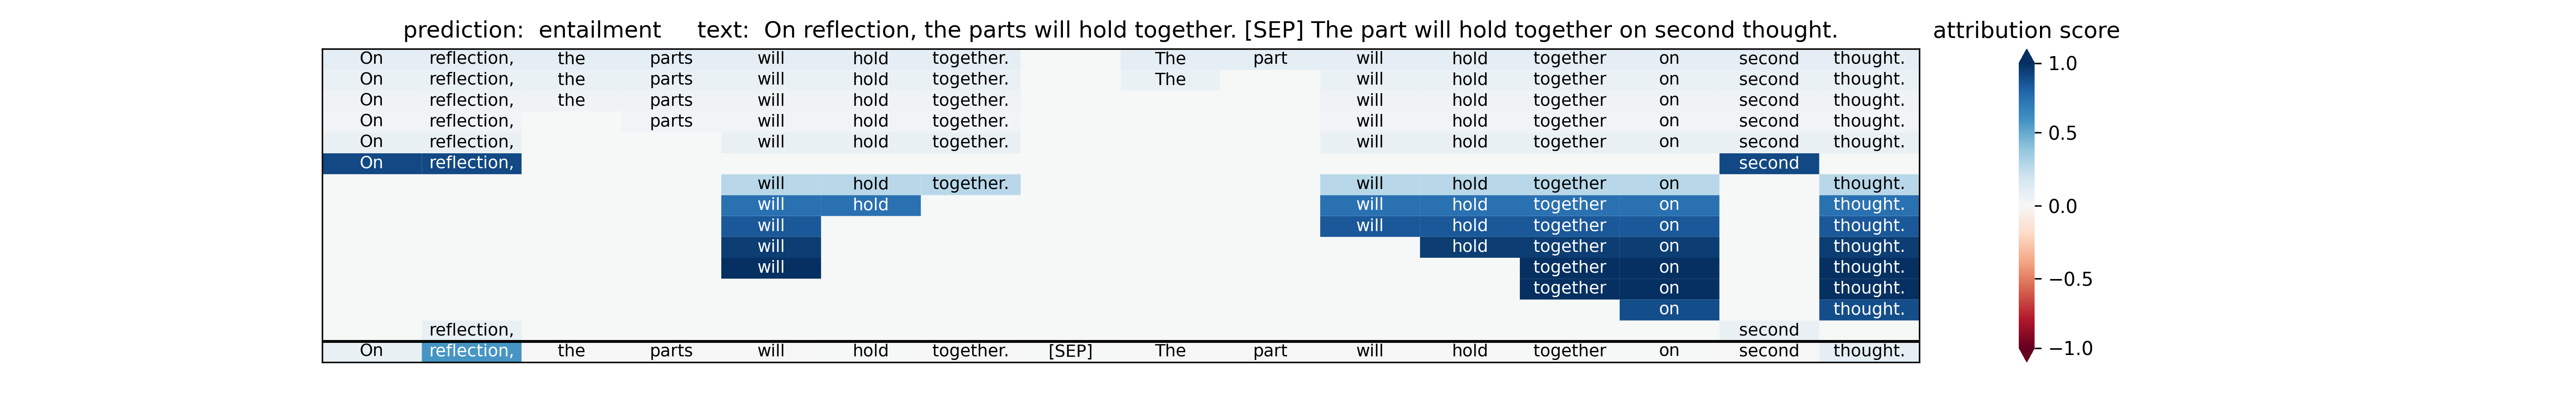 prediction: entailment text: On reflection, the parts will hold together. [SEP] The part will hold together on second thought. attribution score
On reflection, the parts will hold together. The part will hold together on second thought.
On reflection, the parts will hold together. The will hold together on second thought.
On reflection, the parts will hold together. will hold together on second thought.
On reflection, parts will hold together. will hold together on second thought.
On reflection, will hold together. will hold together on second thought.
On reflection, second
will hold together. will hold together on thought.
will hold will hold together on thought.
will will hold together on thought.
will hold together on thought.
will together on thought.
together on thought.
on thought.
reflection, second
On reflection, the parts will hold together. [SEP] The part will hold together on second thought.
1.0
0.5
0.0
−0.5
−1.0